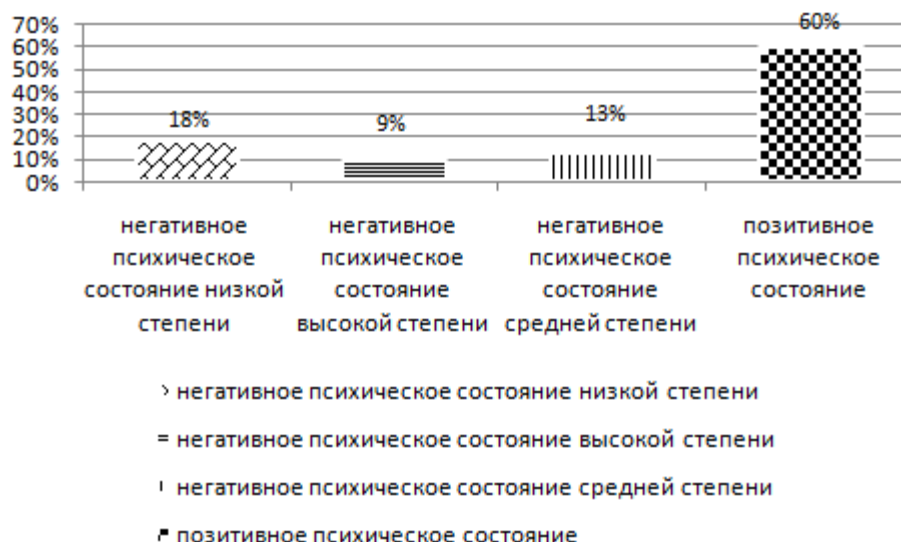 70%
60%
50%
40%
30%
20%
10%
0%
18%
9%
13%
60%
негативное
психическое
состояние низкой
степени
негативное
психическое
состояние
высокой степени
негативное
психическое
состояние
средней степени
позитивное
психическое
состояние
негативное психическое состояние низкой степени
негативное психическое состояние высокой степени
негативное психическое состояние средней степени
позитивное психическое состояние